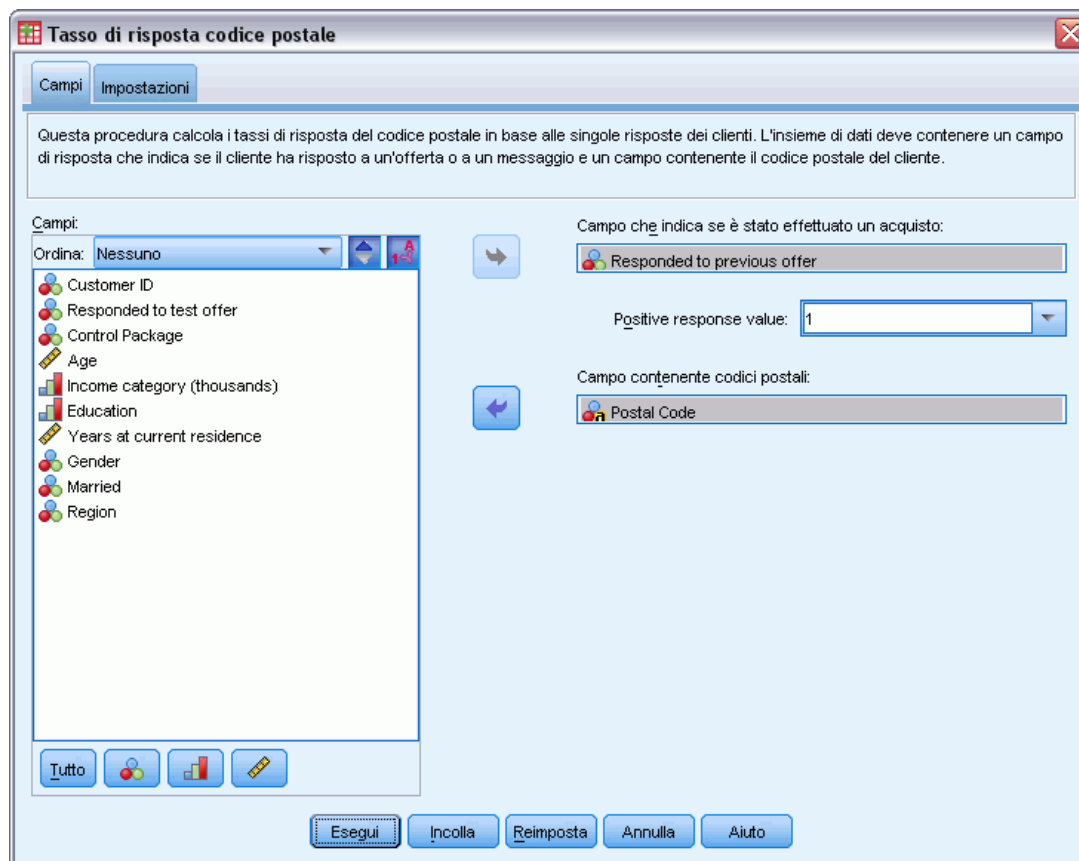 Tasso di risposta codice postale
Campi
Impostazioni
Questa procedura calcola i tassi di risposta del codice postale in base alle singole risposte dei clienti. L'insieme di dati deve contenere un campo
di risposta che indica se il cliente ha risposto a un'offerta o a un messaggio e un campo contenente il codice postale del cliente.
Campi:
Ordina: Nessuno
Customer ID
Responded to test offer
Control Package
Age
Income category (thousands)
Education
Years at current residence
Gender
Married
Region
Tutto
Campo che indica se è stato effettuato un acquisto:
Responded to previous offer
Positive response value: 1
Campo contenente codici postali:
Postal Code
Esegui
Incolla
Reimposta
Annulla
Aiuto